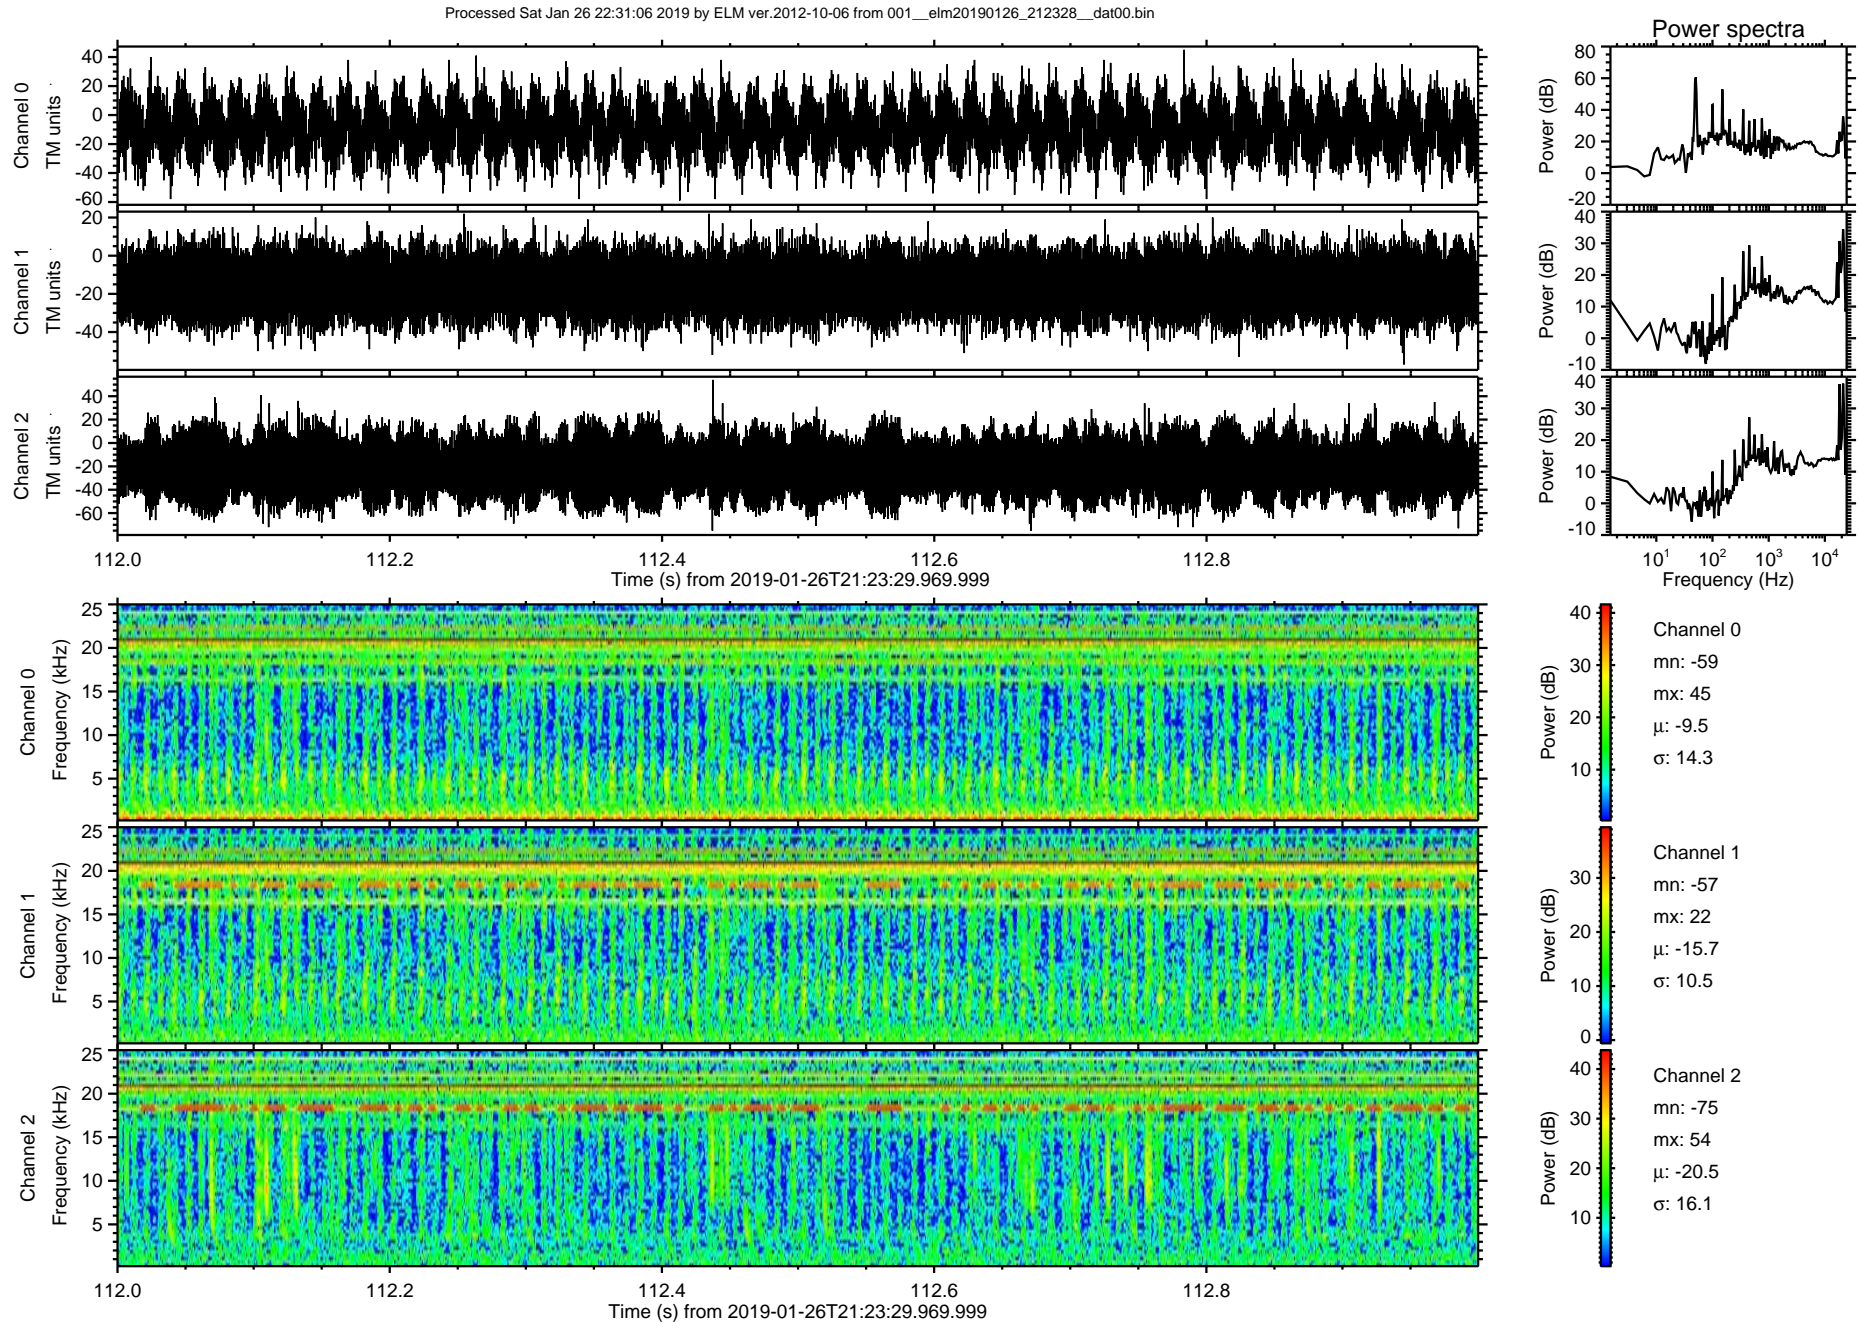 Processed Sat Jan 26 22:31:06 2019 by ELM ver.2012-10-06 from 001__elm20190126_212328__dat00.bin
Power spectra
Channel 0
TM units
40
20
0
-20
-40
-60
Power (dB)
80
60
40
20
0
-20
Channel 1
TM units
20
0
-20
-40
Power (dB)
40
30
20
10
0
-10
Channel 2
TM units
40
20
0
-20
-40
-60
Power (dB)
40
30
20
10
0
-10
112.0 112.2 112.4 112.6 112.8
Time (s) from 2019-01-26T21:23:29.969.999
10^1 10^2 10^3 10^4
Frequency (Hz)
Channel 0
Frequency (kHz)
25
20
15
10
5
Power (dB)
40
30
20
10
Channel 0
mn: -59
mx: 45
µ: -9.5
σ: 14.3
Channel 1
Frequency (kHz)
25
20
15
10
5
Power (dB)
30
20
10
0
Channel 1
mn: -57
mx: 22
µ: -15.7
σ: 10.5
Channel 2
Frequency (kHz)
25
20
15
10
5
Power (dB)
40
30
20
10
Channel 2
mn: -75
mx: 54
µ: -20.5
σ: 16.1
112.0 112.2 112.4 112.6 112.8
Time (s) from 2019-01-26T21:23:29.969.999